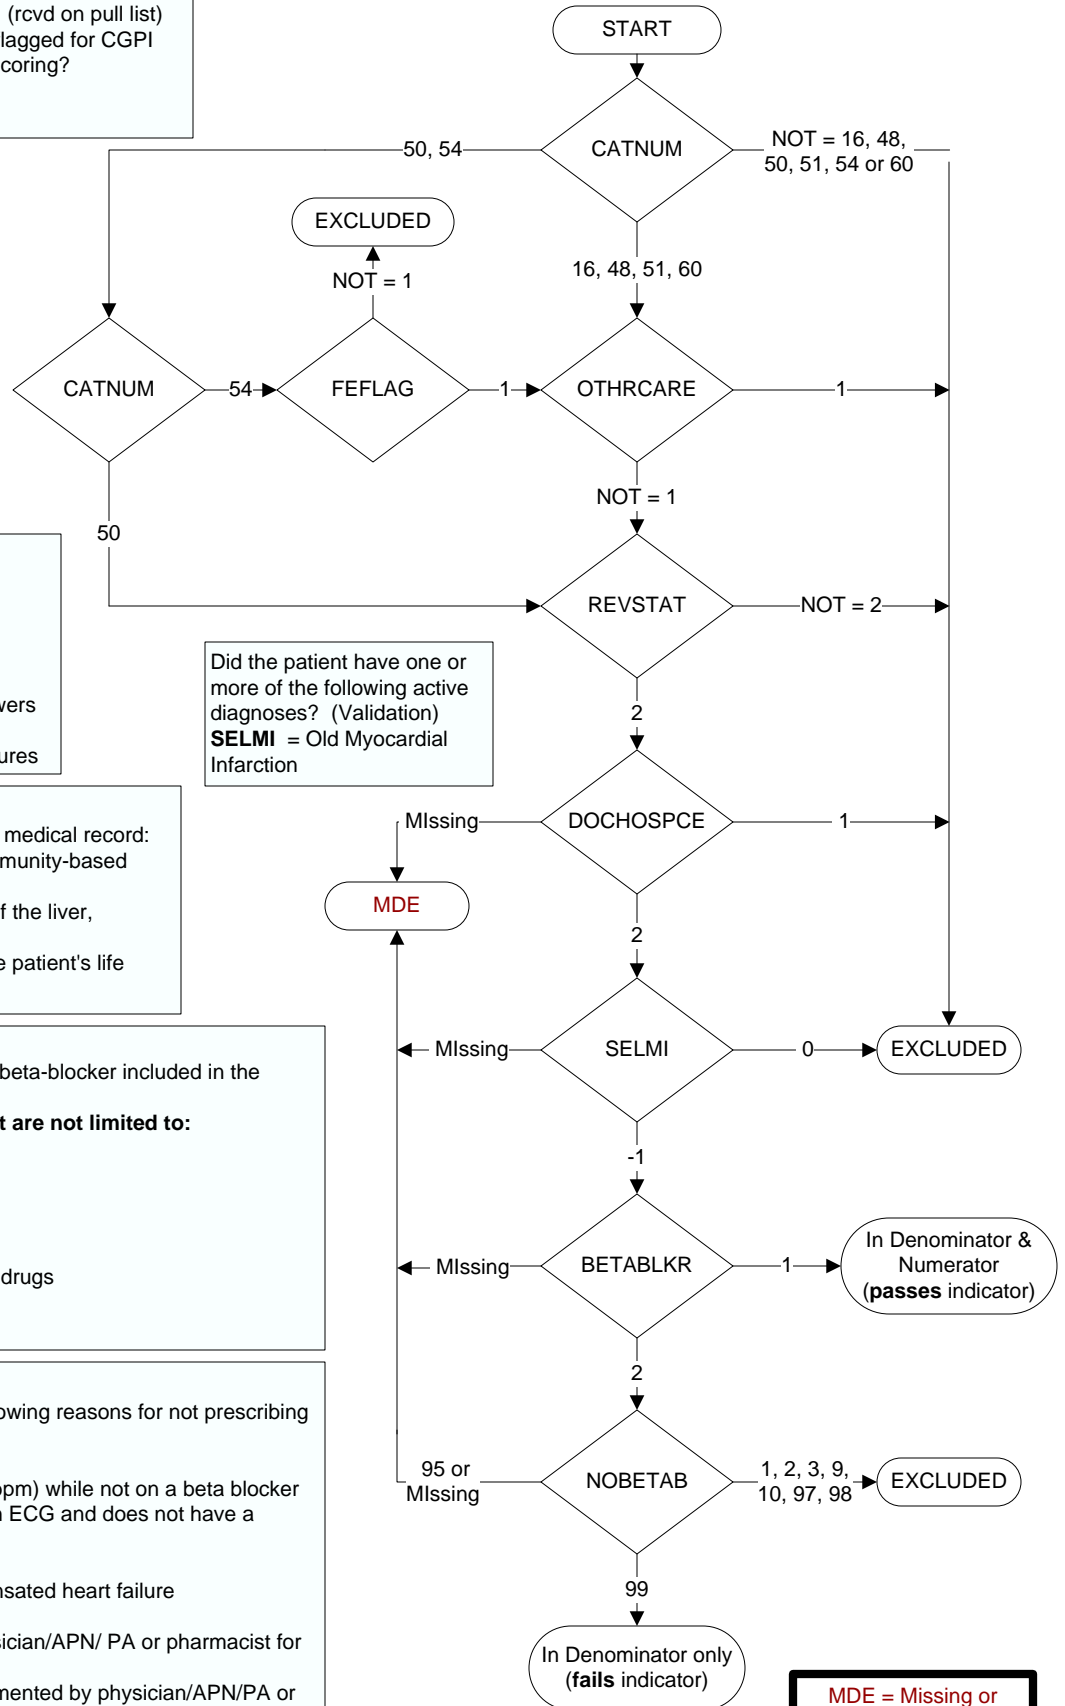 (rcvd on pull list)
lagged for CGPI
coring?
START
CATNUM
50, 54
NOT = 16, 48,
50, 51, 54 or 60
EXCLUDED
NOT = 1
16, 48, 51, 60
CATNUM
54
FEFLAG
1
OTHRCARE
1
NOT = 1
50
REVSTAT
NOT = 2
wers
ures
Did the patient have one or
more of the following active
diagnoses?  (Validation)
SELMI  = Old Myocardial
Infarction
2
MIssing
DOCHOSPCE
1
medical record:
munity-based
f the liver,
e patient's life
MDE
2
MIssing
SELMI
0
EXCLUDED
beta-blocker included in the
t are not limited to:
drugs
-1
MIssing
BETABLKR
1
In Denominator &
Numerator
(passes indicator)
2
owing reasons for not prescribing
opm) while not on a beta blocker
n ECG and does not have a
nsated heart failure
sician/APN/ PA or pharmacist for
mented by physician/APN/PA or
95 or
MIssing
NOBETAB
1, 2, 3, 9,
10, 97, 98
EXCLUDED
99
In Denominator only
(fails indicator)
MDE = Missing or